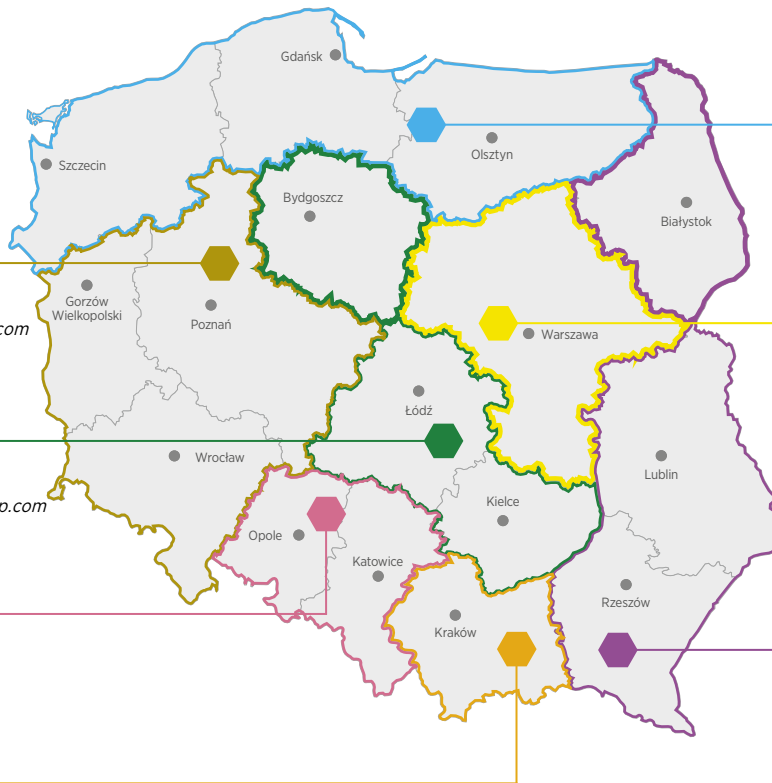 Gdańsk
Olsztyn
Szczecin
Bydgoszcz
Białystok
Gorzów
Wielkopolski
Poznań
com
Warszawa
Łódź
Wrocław
Lublin
Kielce
p.com
Opole
Katowice
Rzeszów
Kraków